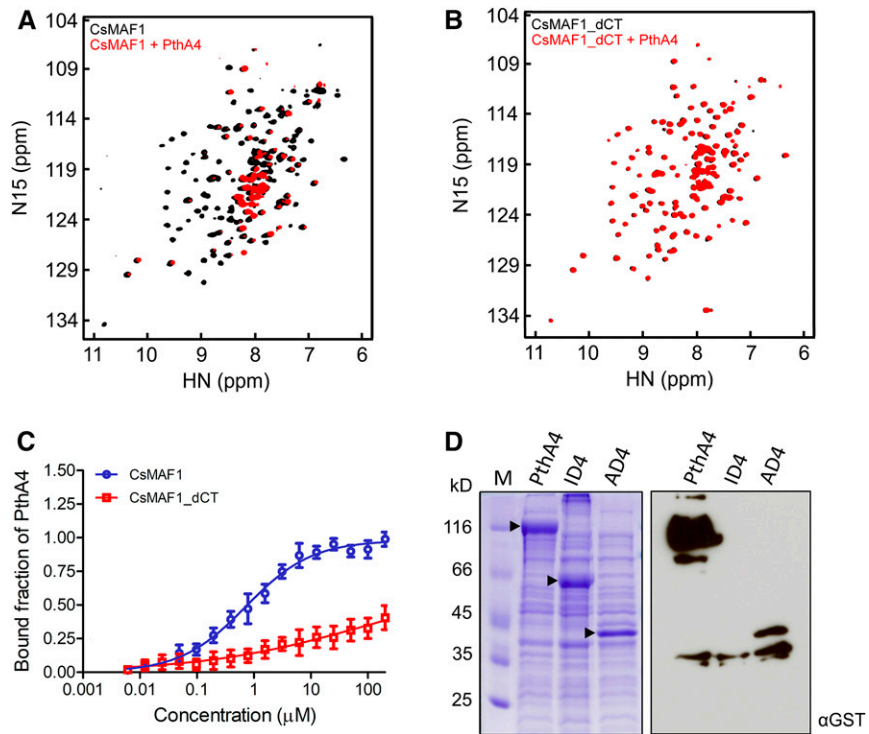 A
CsMAF1
CsMAF1 + PthA4
104
109
114
119
124
129
134
N15 (ppm)
11 10 9 8 7 6
HN (ppm)
B
CsMAF1_dCT
CsMAF1_dCT + PthA4
104
109
114
119
124
129
134
N15 (ppm)
11 10 9 8 7 6
HN (ppm)
C
CsMAF1
CsMAF1_dCT
1.50
1.25
1.00
0.75
0.50
0.25
0.00
Bound fraction of PthA4
0.001 0.01 0.1 1 10 100
Concentration (μM)
D
kD M PthA4 ID4 AD4 PthA4 ID4 AD4
116
66
45
35
25
αGST